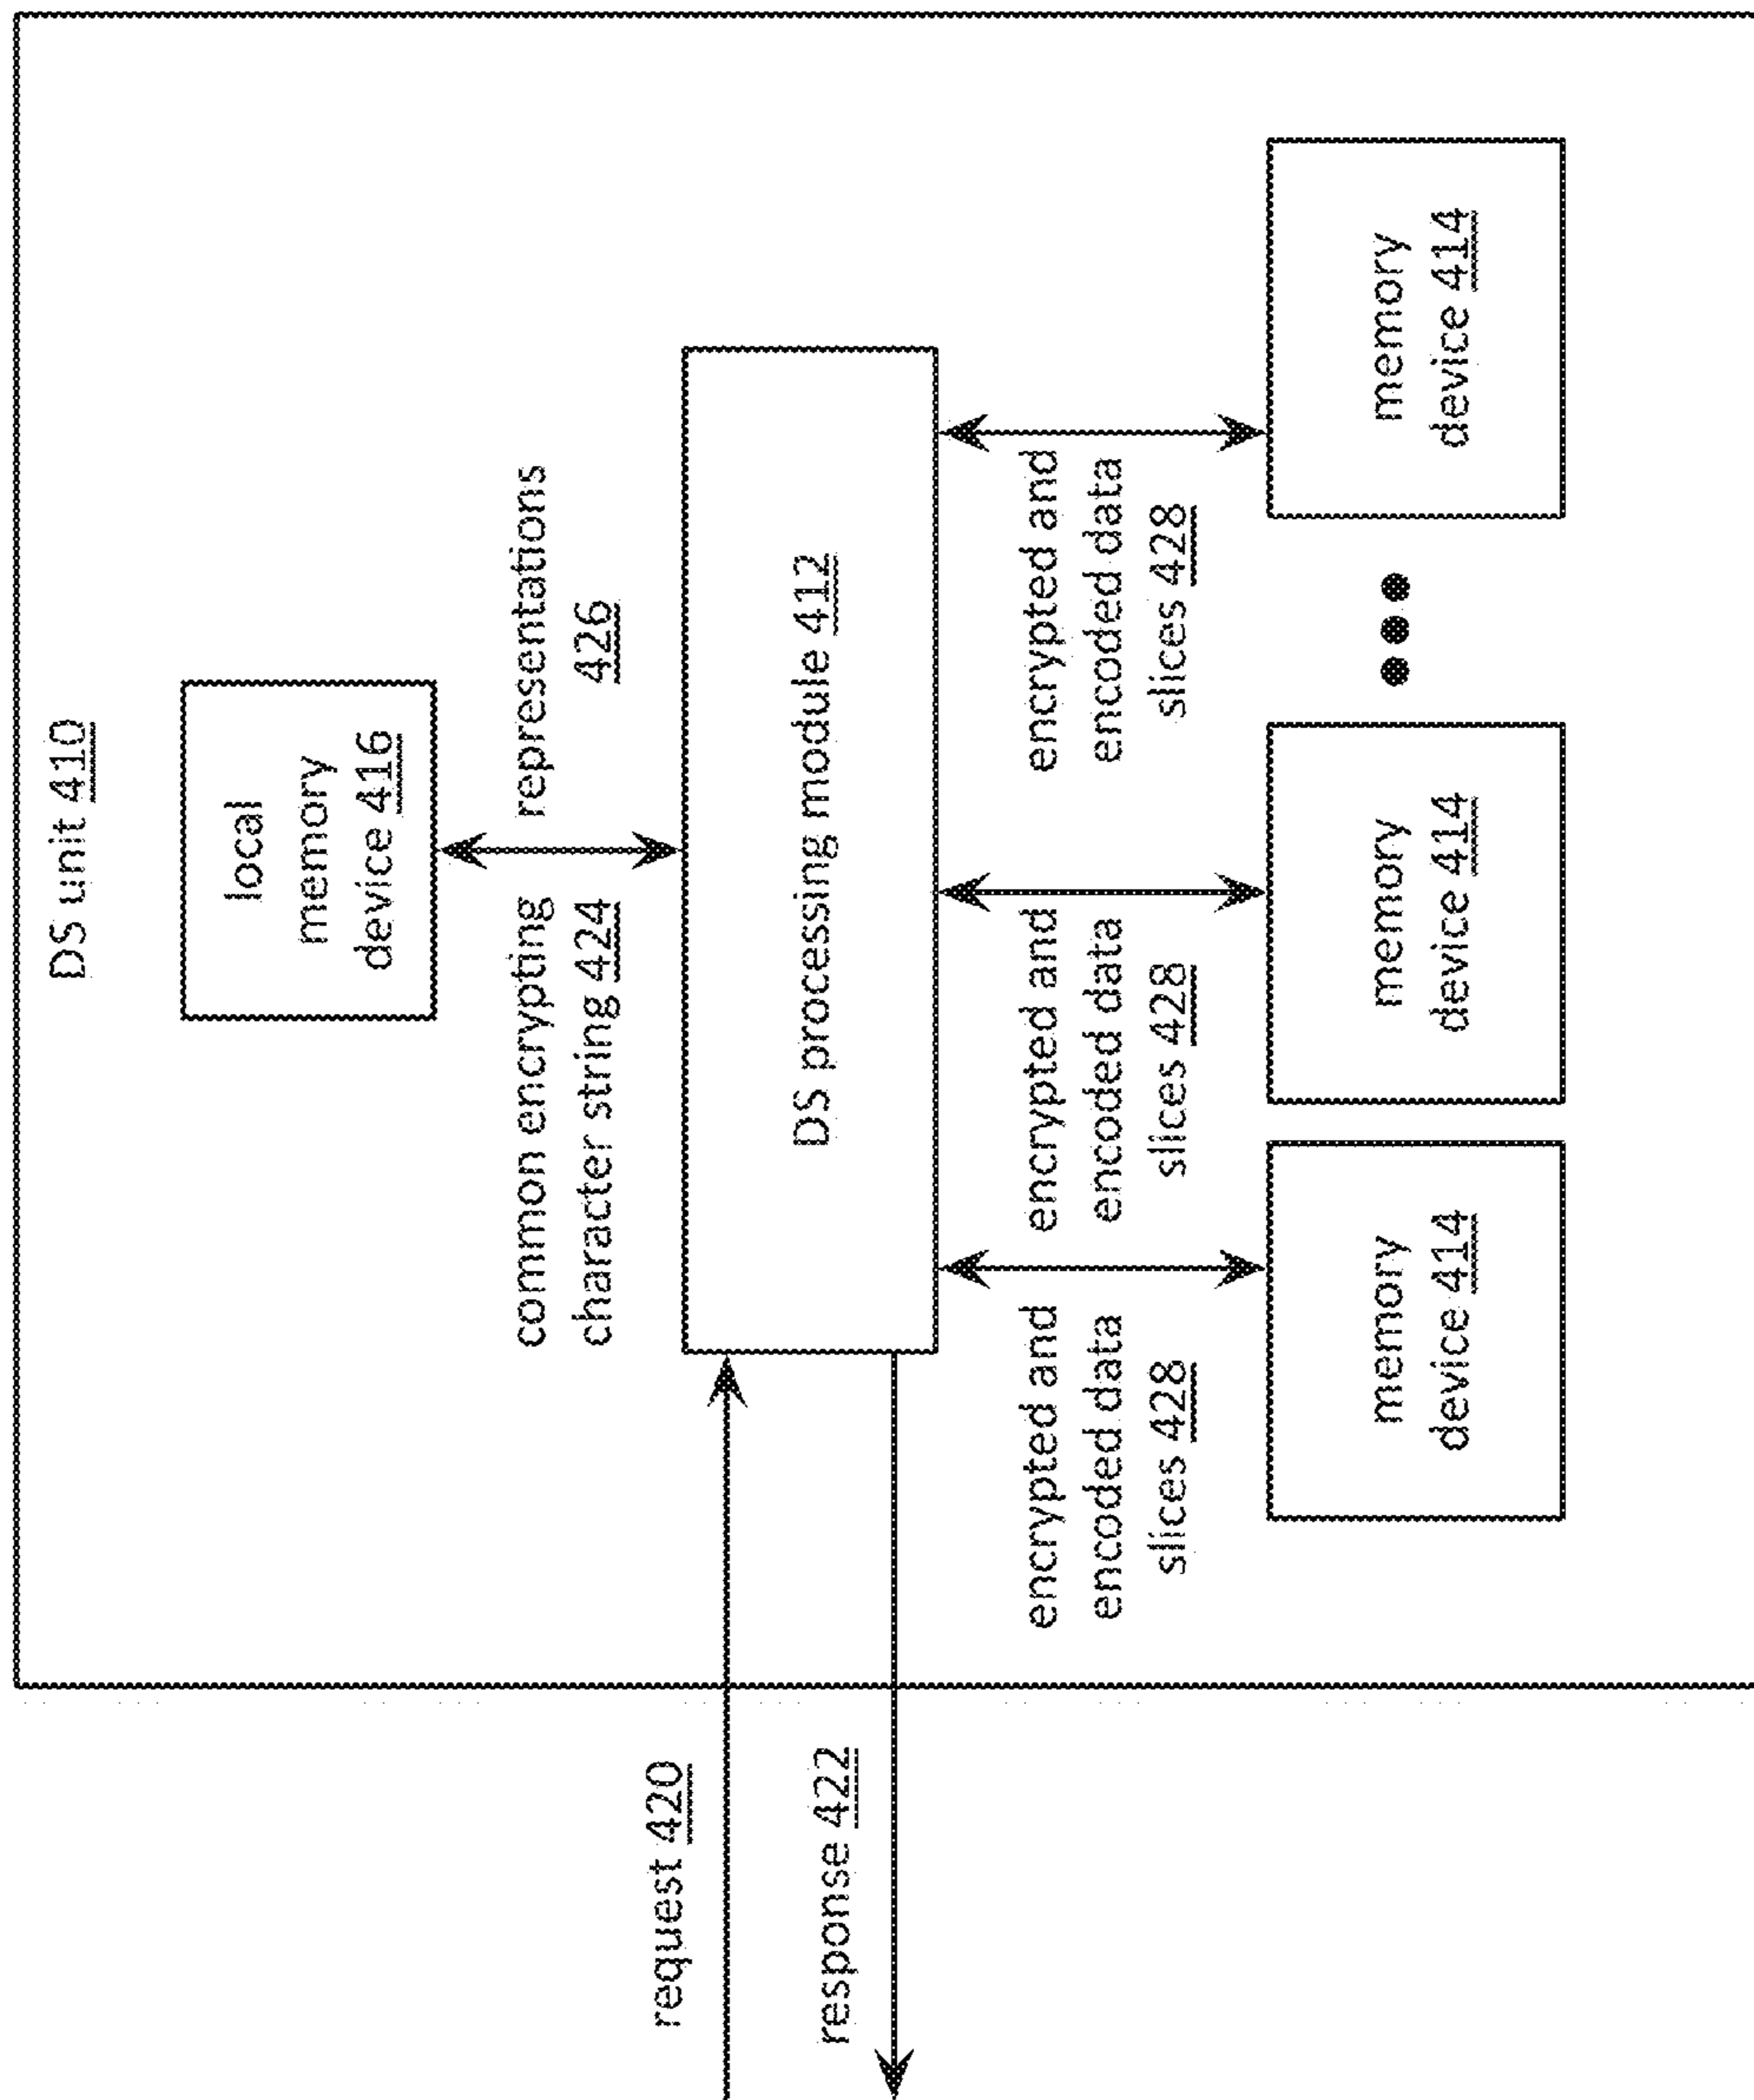 DS unit 410
local
memory
device 416
common encrypting
character string 424
representations
426
request 420
DS processing module 412
response 422
encrypted and
encoded data
slices 428
encrypted and
encoded data
slices 428
encrypted and
encoded data
slices 428
memory
device 414
memory
device 414
memory
device 414